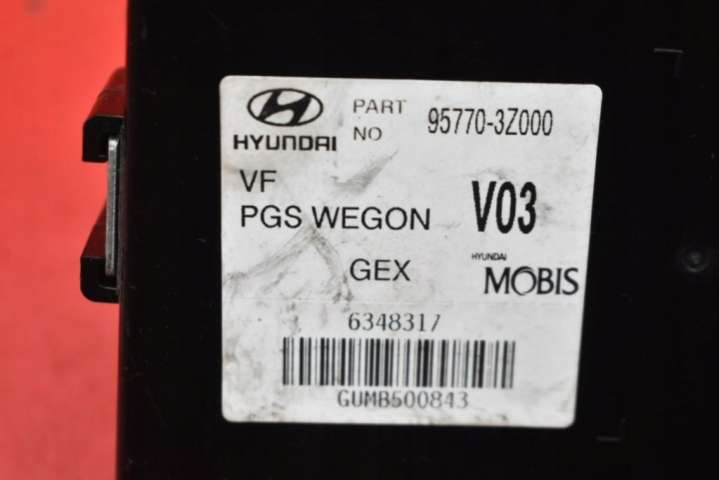 HYUNDAI
PART NO 95770-3Z000
VF
PGS WEGON V03
GEX
HYUNDAI MOBIS
6348317
GUMB500843